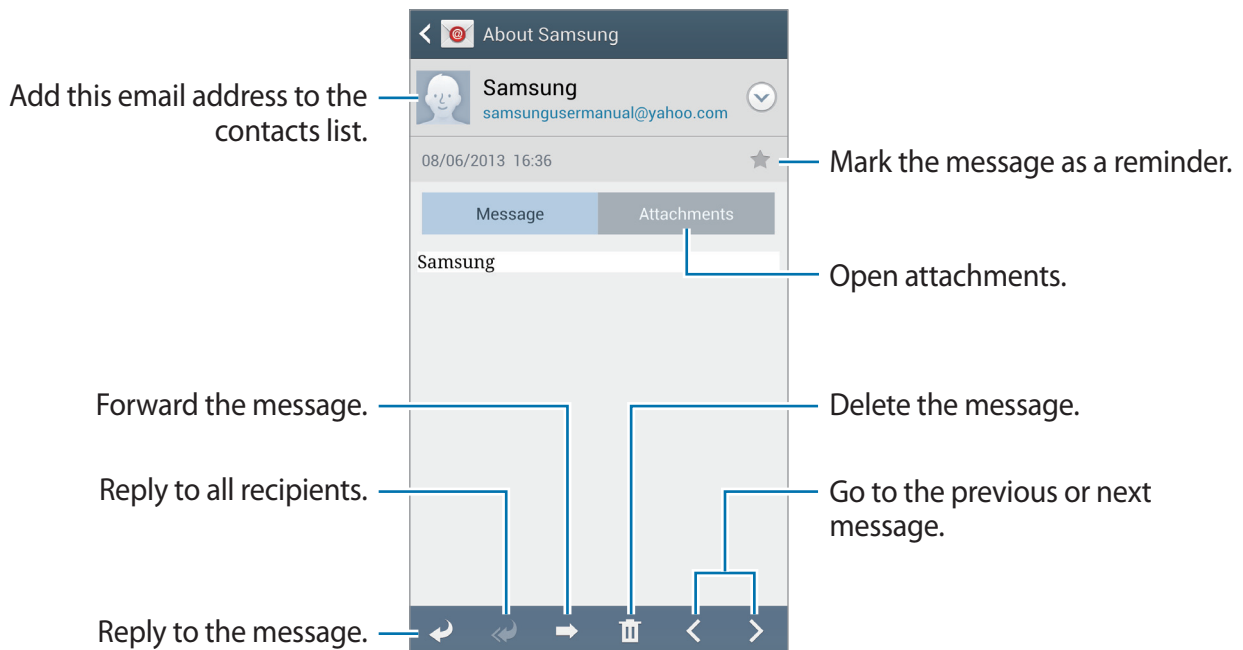 About Samsung
Add this email address to the
contacts list.
Samsung
samsungusermanual@yahoo.com
08/06/2013 16:36
Mark the message as a reminder.
Message
Attachments
Samsung
Open attachments.
Forward the message.
Delete the message.
Reply to all recipients.
Go to the previous or next
message.
Reply to the message.